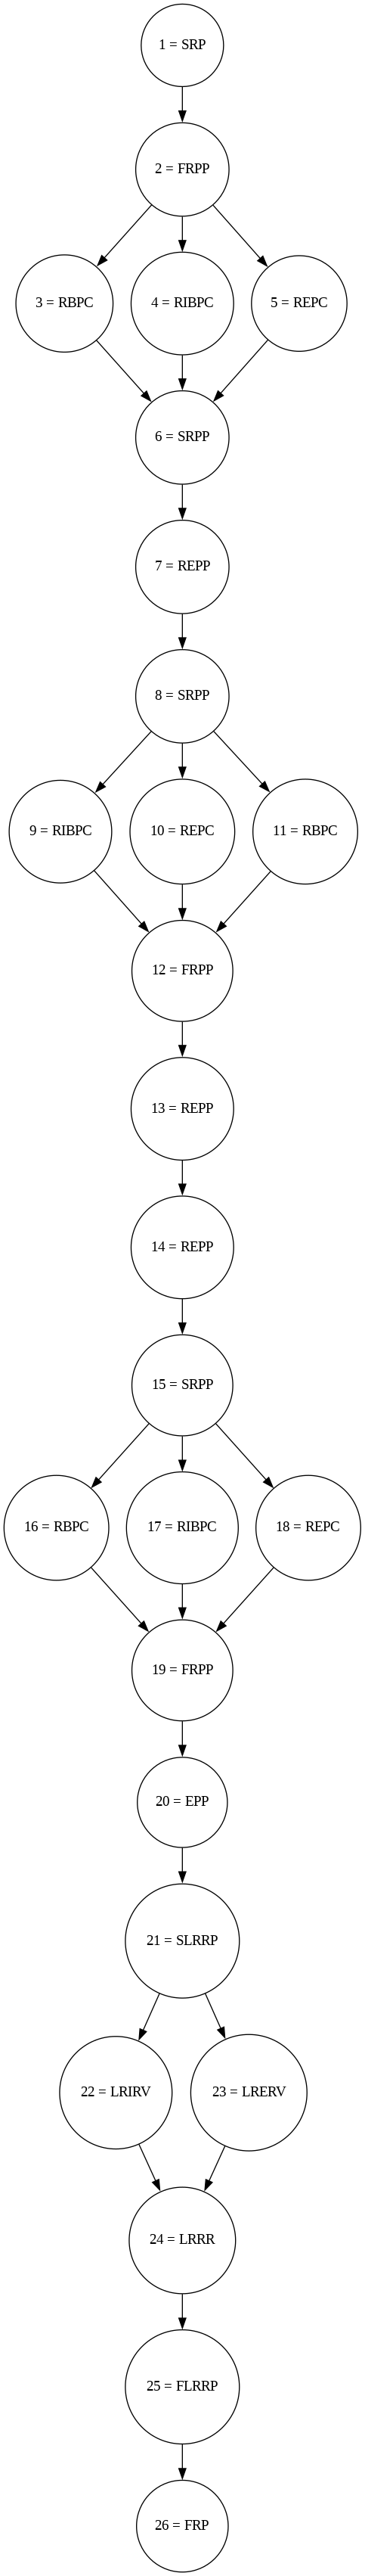 1 = SRP
2 = FRPP
3 = RBPC
4 = RIBPC
5 = REPC
6 = SRPP
7 = REPP
8 = SRPP
9 = RIBPC
10 = REPC
11 = RBPC
12 = FRPP
13 = REPP
14 = REPP
15 = SRPP
16 = RBPC
17 = RIBPC
18 = REPC
19 = FRPP
20 = EPP
21 = SLRRP
22 = LRIRV
23 = LRERV
24 = LRRR
25 = FLRRP
26 = FRP